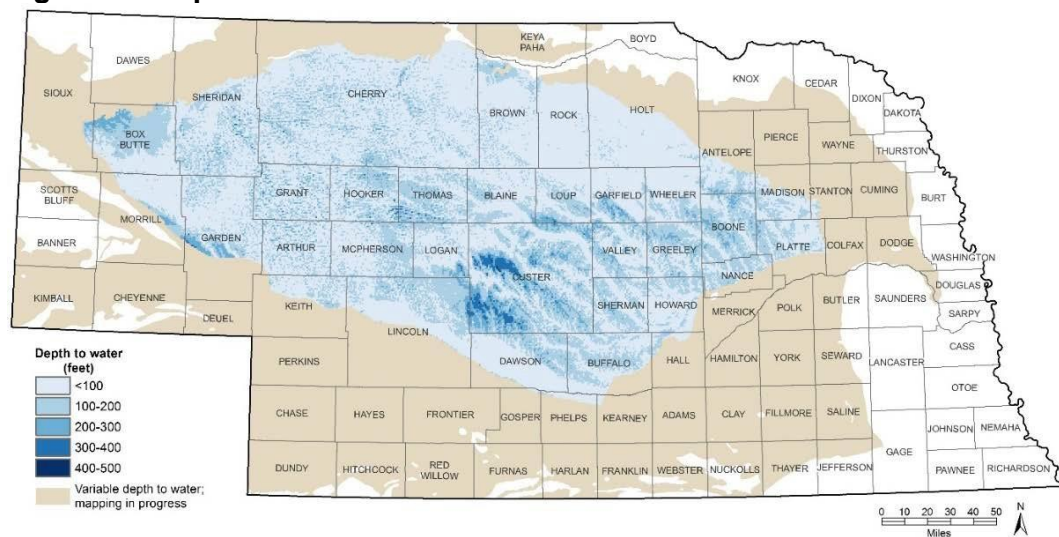 KEYA
PAHA
BOYD
DAWES
SIOUX
SHERIDAN
CHERRY
BROWN
ROCK
HOLT
KNOX
CEDAR
DIXON
DAKOTA
BOX
BUTTE
ANTELOPE
PIERCE
WAYNE
THURSTON
SCOTTS
BLUFF
MORRILL
GARDEN
GRANT
HOOKER
THOMAS
BLAINE
LOUP
GARFIELD
WHEELER
MADISON
STANTON
CUMING
BURT
BANNER
ARTHUR
MCPHERSON
LOGAN
CUSTER
VALLEY
GREELEY
BOONE
PLATTE
COLFAX
DODGE
WASHINGTON
KIMBALL
CHEYENNE
DEUEL
KEITH
LINCOLN
SHERMAN
HOWARD
NANCE
MERRICK
POLK
BUTLER
SAUNDERS
DOUGLAS
SARPY
PERKINS
DAWSON
BUFFALO
HALL
HAMILTON
YORK
SEWARD
LANCASTER
CASS
OTOE
CHASE
HAYES
FRONTIER
GOSPER
PHELPS
KEARNEY
ADAMS
CLAY
FILLMORE
SALINE
GAGE
JOHNSON
NEMAHA
DUNDY
HITCHCOCK
RED
WILLOW
FURNAS
HARLAN
FRANKLIN
WEBSTER
NUCKOLLS
THAYER
JEFFERSON
PAWNEE
RICHARDSON
Depth to water
(feet)
<100
100-200
200-300
300-400
400-500
Variable depth to water;
mapping in progress
0 10 20 30 40 50
Miles
N